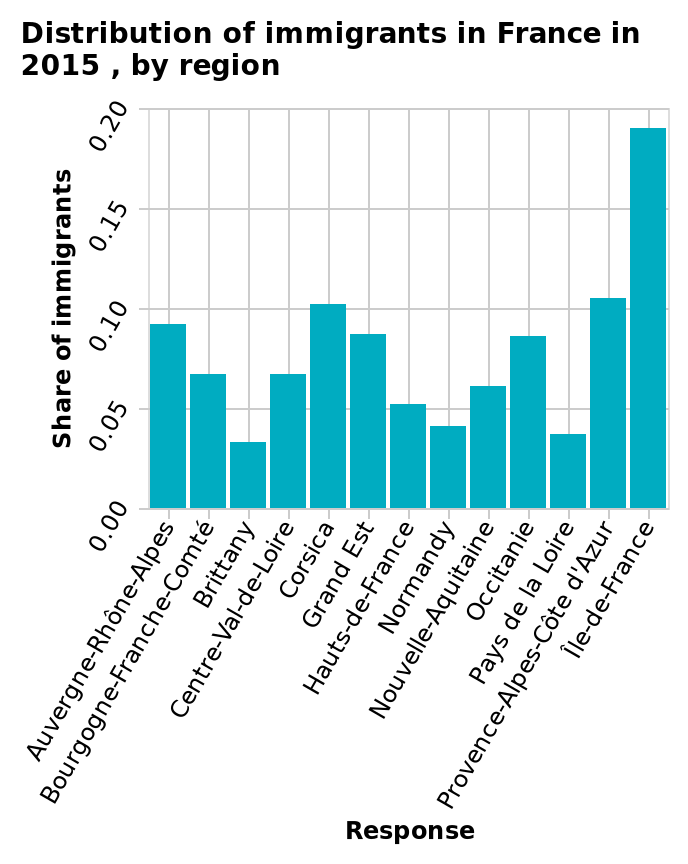 Distribution of immigrants in France in
2015 , by region
Share of immigrants
0.20
0.15
0.10
0.05
0.00
Auvergne-Rhône-Alpes
Bourgogne-Franche-Comté
Brittany
Centre-Val-de-Loire
Corsica
Grand Est
Hauts-de-France
Normandy
Nouvelle-Aquitaine
Occitanie
Pays de la Loire
Provence-Alpes-Côte d'Azur
Île-de-France
Response